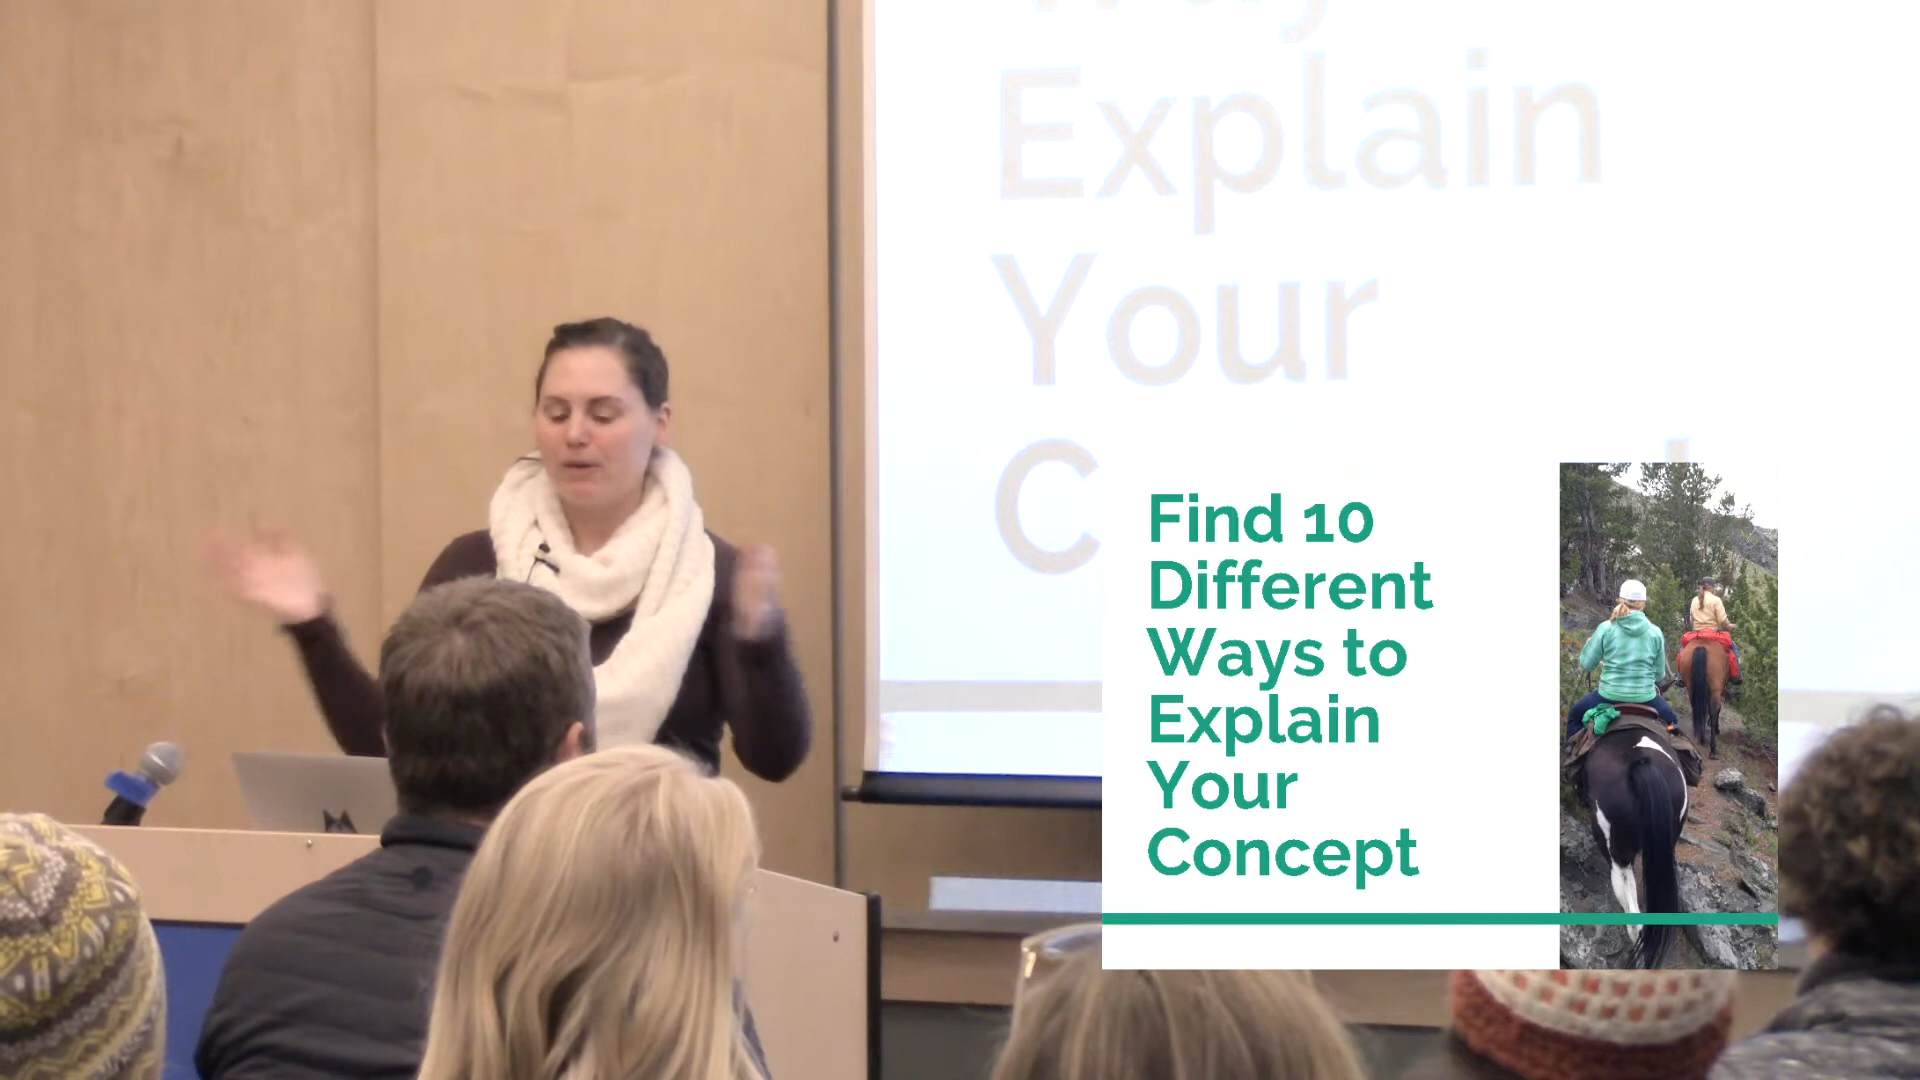 Explain
Your
Find 10
Different
Ways to
Explain
Your
Concept